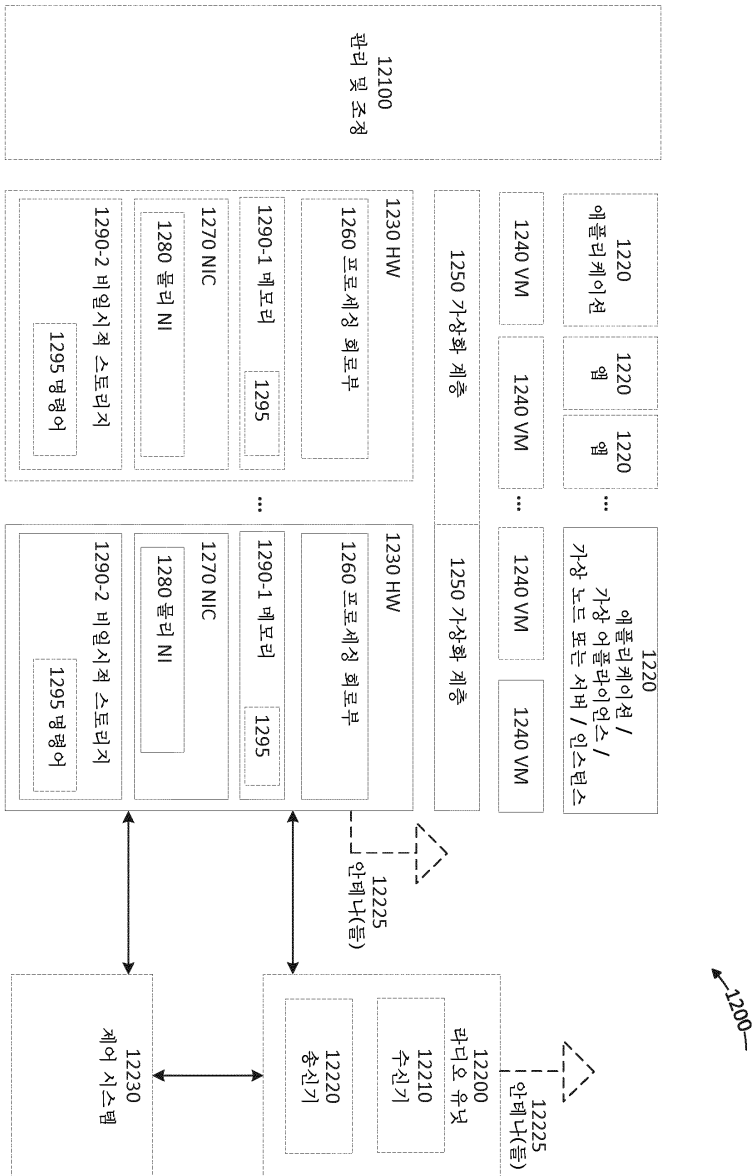 1200
12100
관리 및 조정
1220
애플리케이션
1220
앱
1220
앱
...
1220
애플리케이션 /
가상 어플라이언스 /
가상 노드 또는 서버 / 인스턴스
1240 VM
1240 VM
...
1240 VM
1240 VM
1250 가상화 계층
1250 가상화 계층
1230 HW
1260 프로세싱 회로부
1290-1 메모리
1295
1270 NIC
1280 물리 NI
1290-2 비일시적 스토리지
1295 명령어
...
1230 HW
1260 프로세싱 회로부
1290-1 메모리
1295
1270 NIC
1280 물리 NI
1290-2 비일시적 스토리지
1295 명령어
12225
안테나(들)
12225
안테나(들)
12200
라디오 유닛
12210
수신기
12220
송신기
12230
제어 시스템